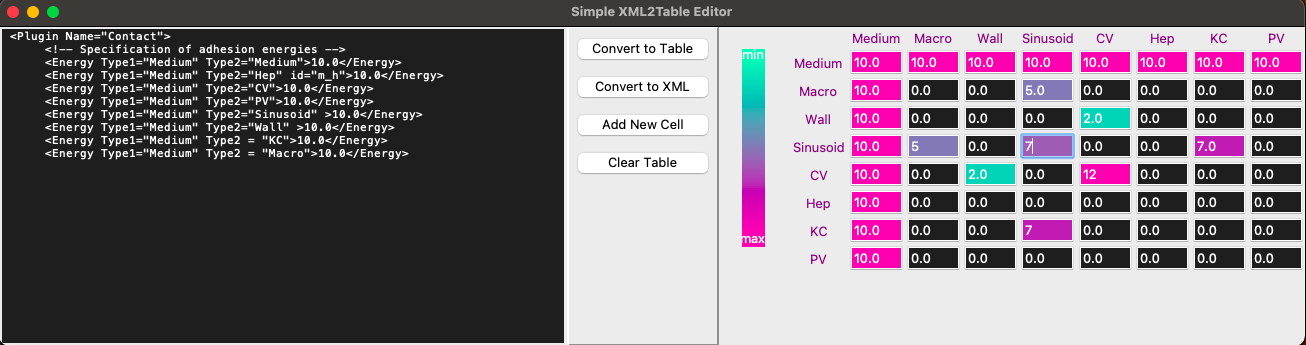 Simple XML2Table Editor
<Plugin Name="Contact">
<!-- Specification of adhesion energies -->
<Energy Type1="Medium" Type2="Medium">10.0</Energy>
<Energy Type1="Medium" Type2="Hep" id="m_h">10.0</Energy>
<Energy Type1="Medium" Type2="CV">10.0</Energy>
<Energy Type1="Medium" Type2="PV">10.0</Energy>
<Energy Type1="Medium" Type2="Sinusoid" >10.0</Energy>
<Energy Type1="Medium" Type2="Wall" >10.0</Energy>
<Energy Type1="Medium" Type2 = "KC">10.0</Energy>
<Energy Type1="Medium" Type2 = "Macro">10.0</Energy>
Convert to Table
Convert to XML
Add New Cell
Clear Table
min
max
Medium Macro Wall Sinusoid CV Hep KC PV
Medium 10.0 10.0 10.0 10.0 10.0 10.0 10.0 10.0
Macro 10.0 0.0 0.0 5.0 0.0 0.0 0.0 0.0
Wall 10.0 0.0 0.0 0.0 2.0 0.0 0.0 0.0
Sinusoid 10.0 5 0.0 7 0.0 0.0 7.0 0.0
CV 10.0 0.0 2.0 0.0 12 0.0 0.0 0.0
Hep 10.0 0.0 0.0 0.0 0.0 0.0 0.0 0.0
KC 10.0 0.0 0.0 7 0.0 0.0 0.0 0.0
PV 10.0 0.0 0.0 0.0 0.0 0.0 0.0 0.0